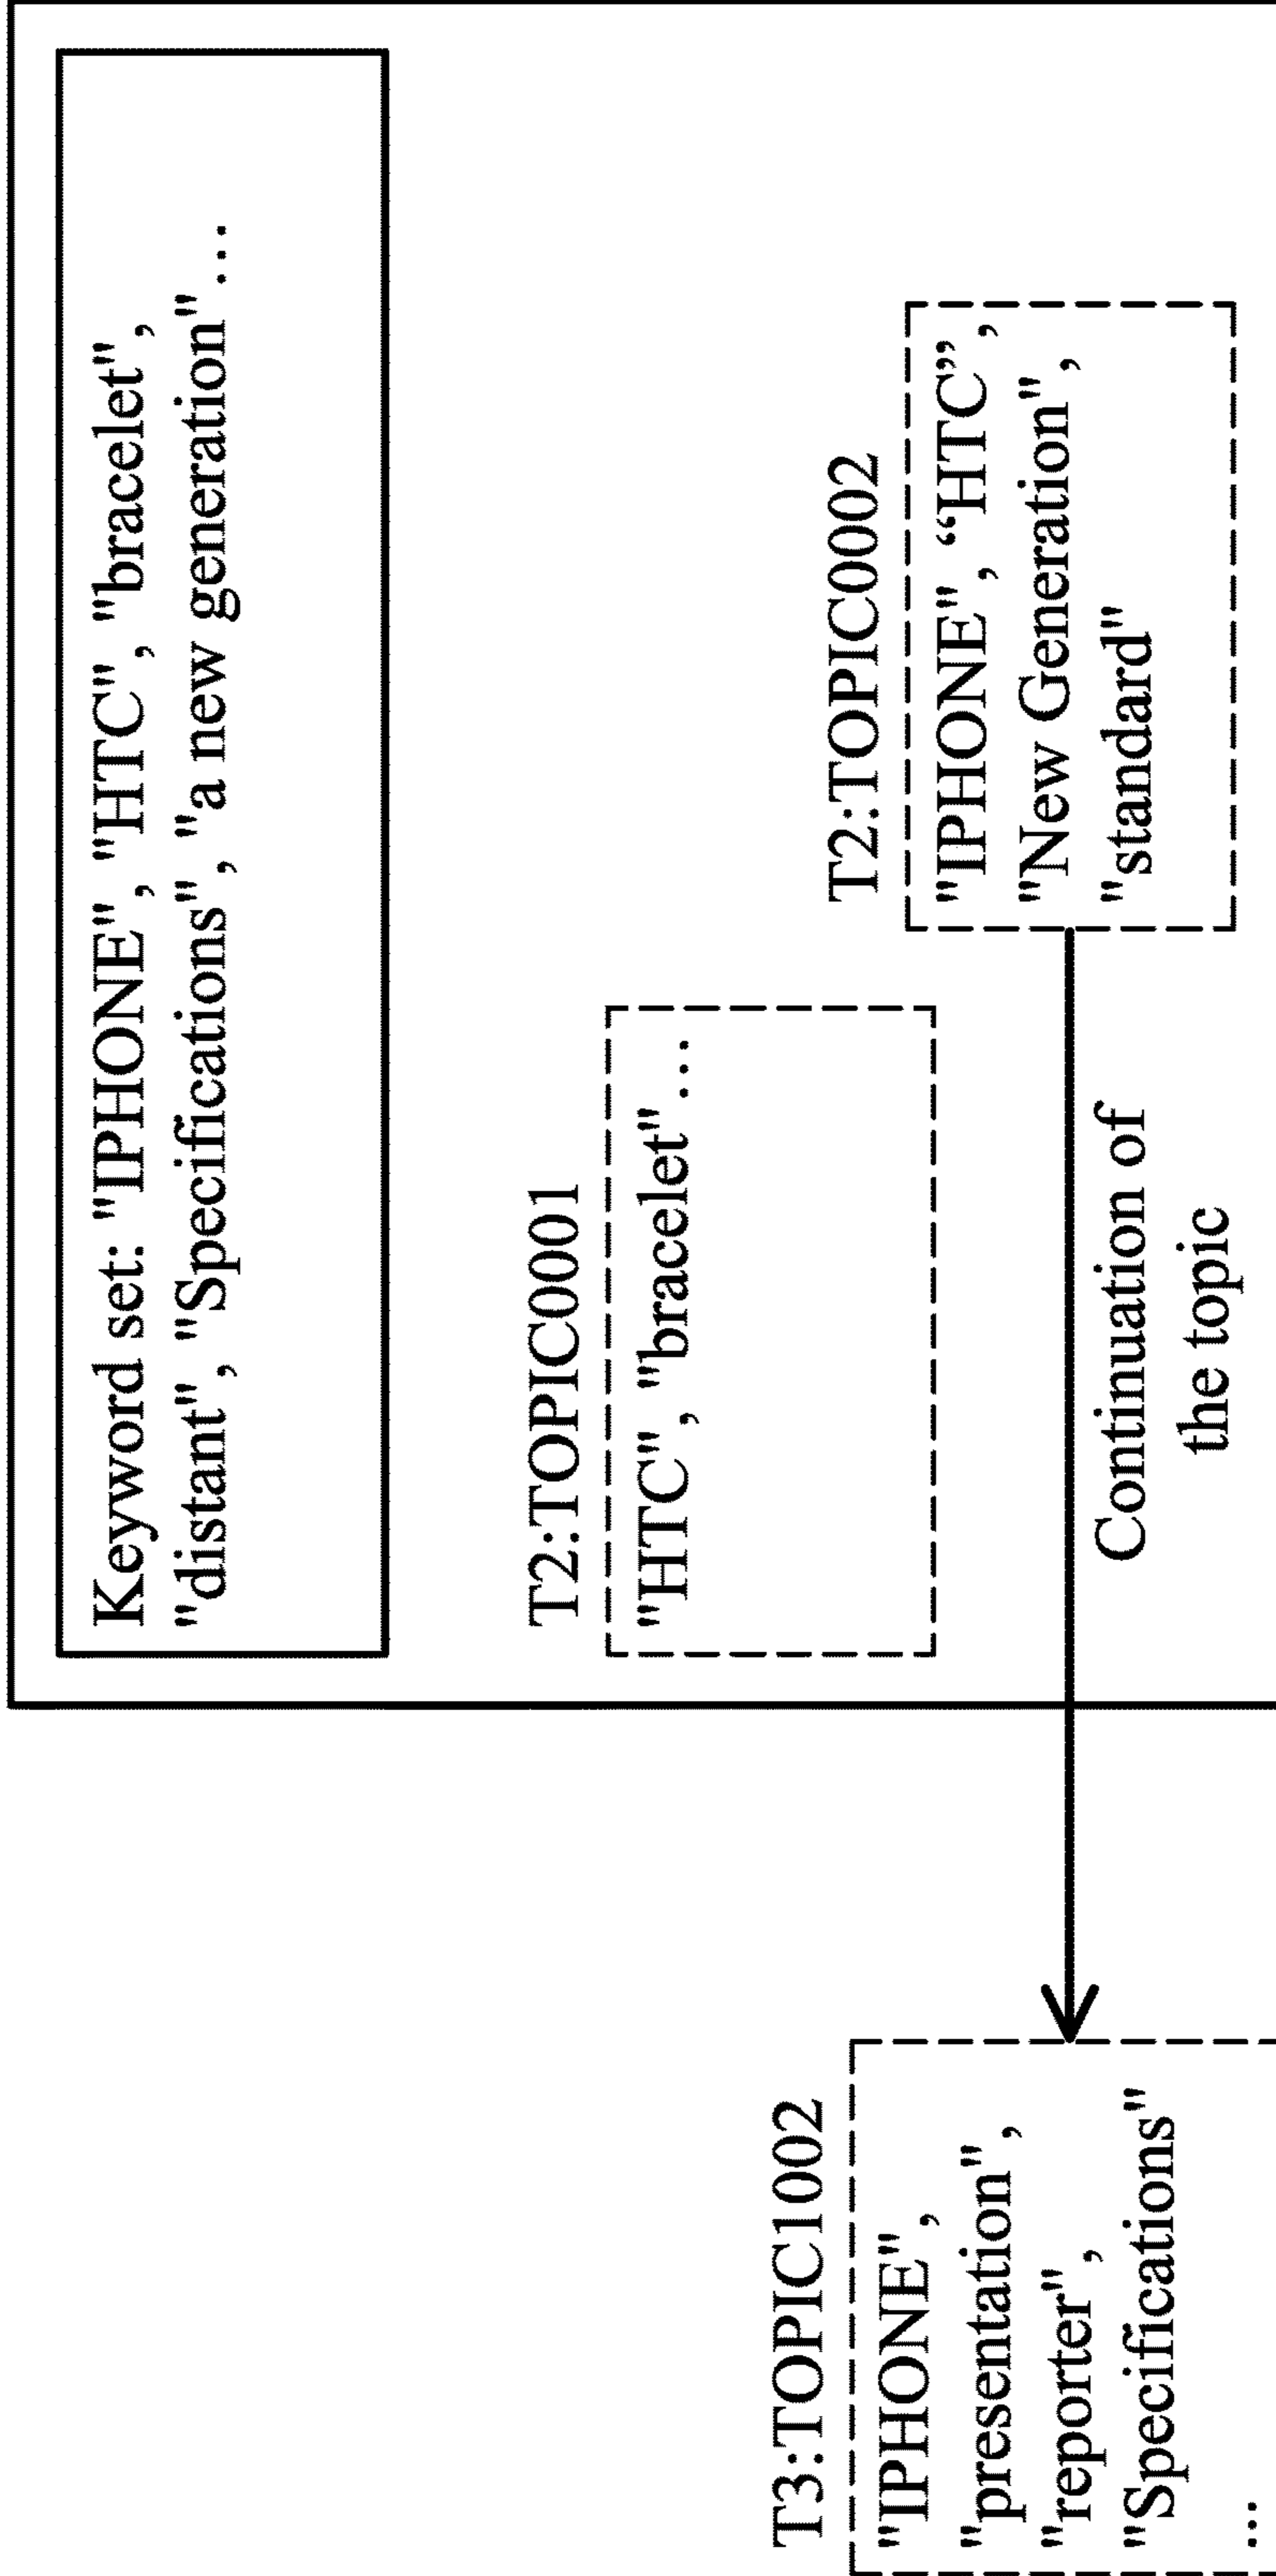 Keyword set: "IPHONE", "HTC", "bracelet",
"distant", "Specifications", "a new generation"...
T2:TOPIC0001
"HTC", "bracelet"...
T2:TOPIC0002
"IPHONE", “HTC”,
"New Generation",
"standard"
Continuation of
the topic
T3:TOPIC1002
"IPHONE",
"presentation",
"reporter",
"Specifications"
...